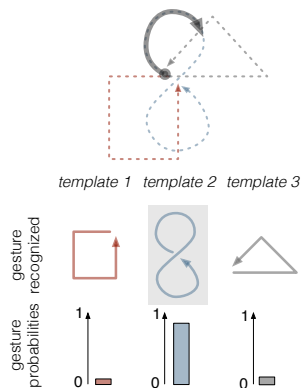 template 1 template 2 template 3
gesture
recognized
gesture
probabilities
1 1 1
0 0 0